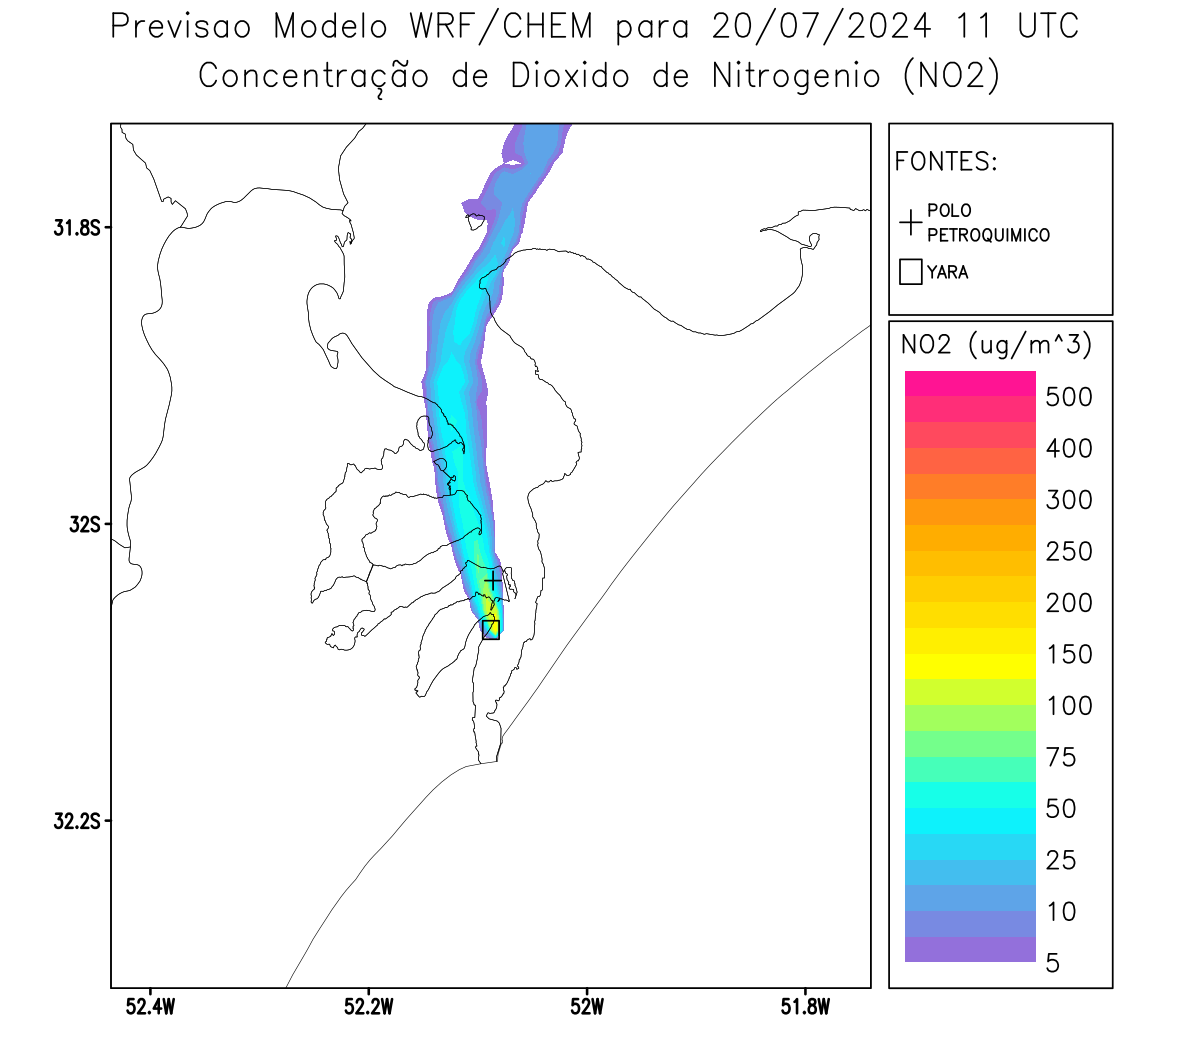 Previsao Modelo WRF/CHEM para 20/07/2024 11 UTC
Concentração de Dioxido de Nitrogenio (NO2)
FONTES:
POLO
PETROQUIMICO
YARA
NO2 (ug/m^3)
500
400
300
250
200
150
100
75
50
25
10
5
31.8S
32S
32.2S
52.4W
52.2W
52W
51.8W